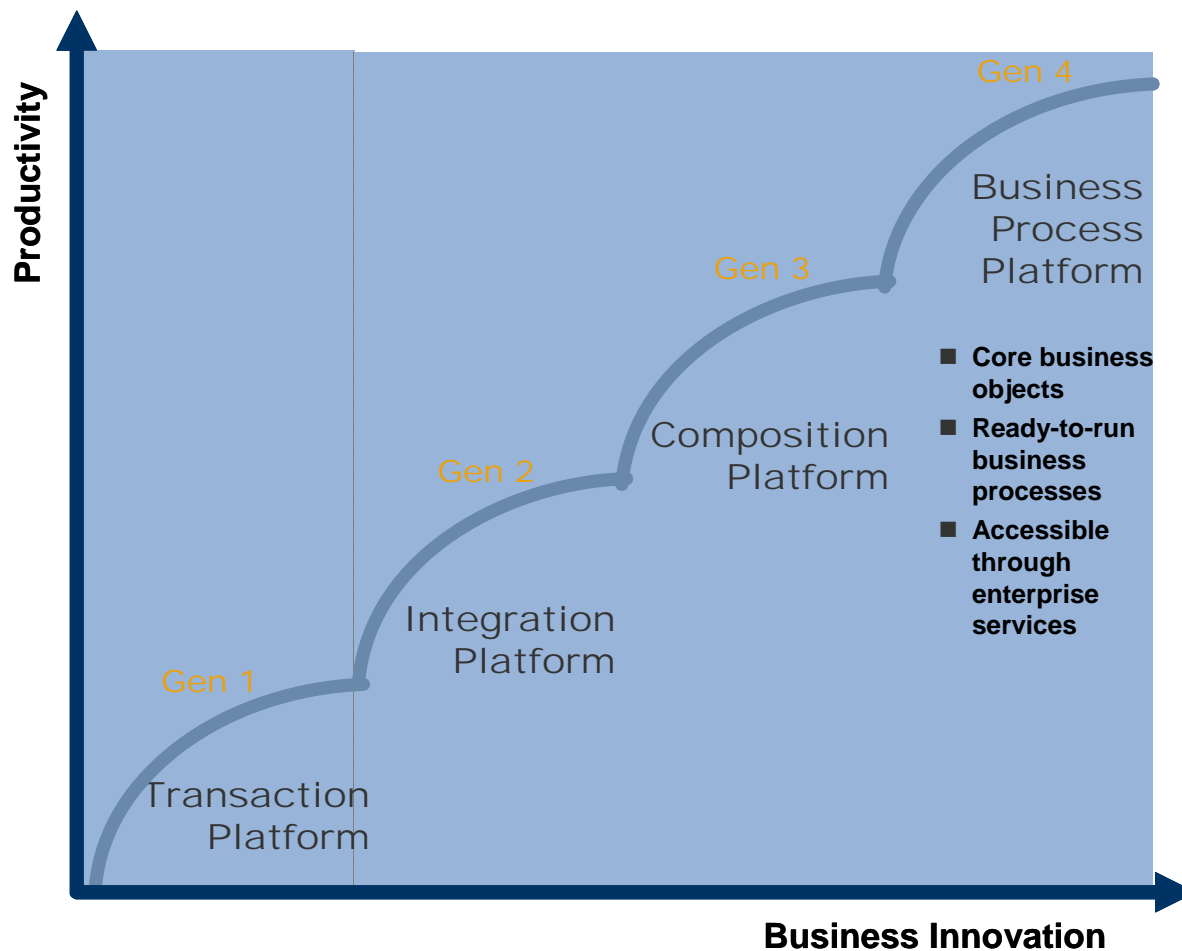 Productivity
Gen 4
Business
Process
Platform
Gen 3
Core business
objects
Ready-to-run
business
processes
Accessible
through
enterprise
services
Composition
Platform
Gen 2
Integration
Platform
Gen 1
Transaction
Platform
Business Innovation